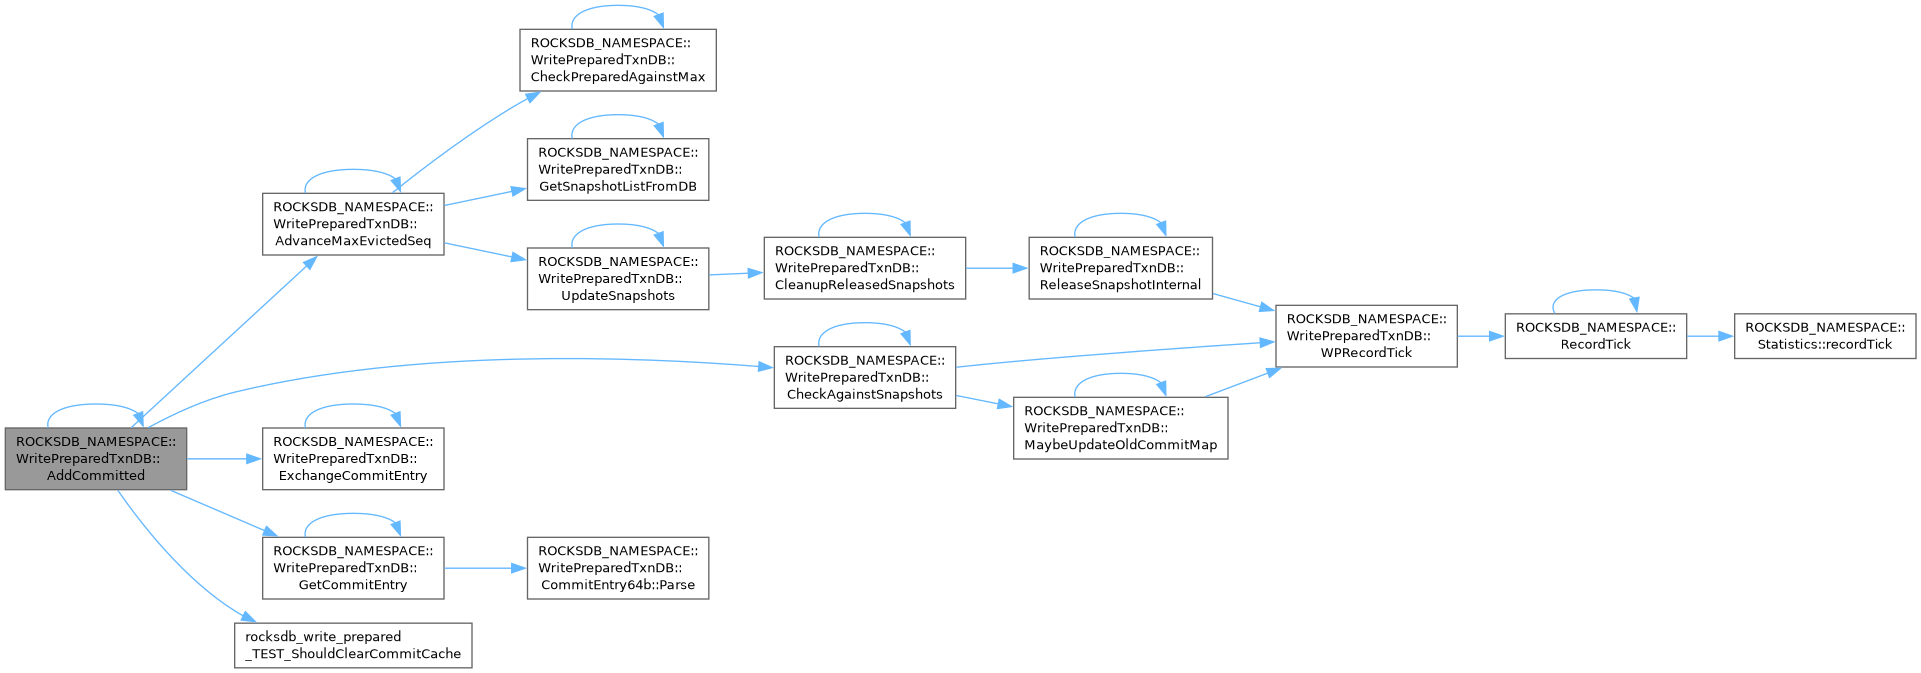 ROCKSDB_NAMESPACE::
WritePreparedTxnDB::
CheckPreparedAgainstMax
ROCKSDB_NAMESPACE::
WritePreparedTxnDB::
GetSnapshotListFromDB
ROCKSDB_NAMESPACE::
WritePreparedTxnDB::
AdvanceMaxEvictedSeq
ROCKSDB_NAMESPACE::
WritePreparedTxnDB::
UpdateSnapshots
ROCKSDB_NAMESPACE::
WritePreparedTxnDB::
CleanupReleasedSnapshots
ROCKSDB_NAMESPACE::
WritePreparedTxnDB::
ReleaseSnapshotInternal
ROCKSDB_NAMESPACE::
WritePreparedTxnDB::
WPRecordTick
ROCKSDB_NAMESPACE::
RecordTick
ROCKSDB_NAMESPACE::
Statistics::recordTick
ROCKSDB_NAMESPACE::
WritePreparedTxnDB::
CheckAgainstSnapshots
ROCKSDB_NAMESPACE::
WritePreparedTxnDB::
MaybeUpdateOldCommitMap
ROCKSDB_NAMESPACE::
WritePreparedTxnDB::
AddCommitted
ROCKSDB_NAMESPACE::
WritePreparedTxnDB::
ExchangeCommitEntry
ROCKSDB_NAMESPACE::
WritePreparedTxnDB::
GetCommitEntry
ROCKSDB_NAMESPACE::
WritePreparedTxnDB::
CommitEntry64b::Parse
rocksdb_write_prepared
_TEST_ShouldClearCommitCache